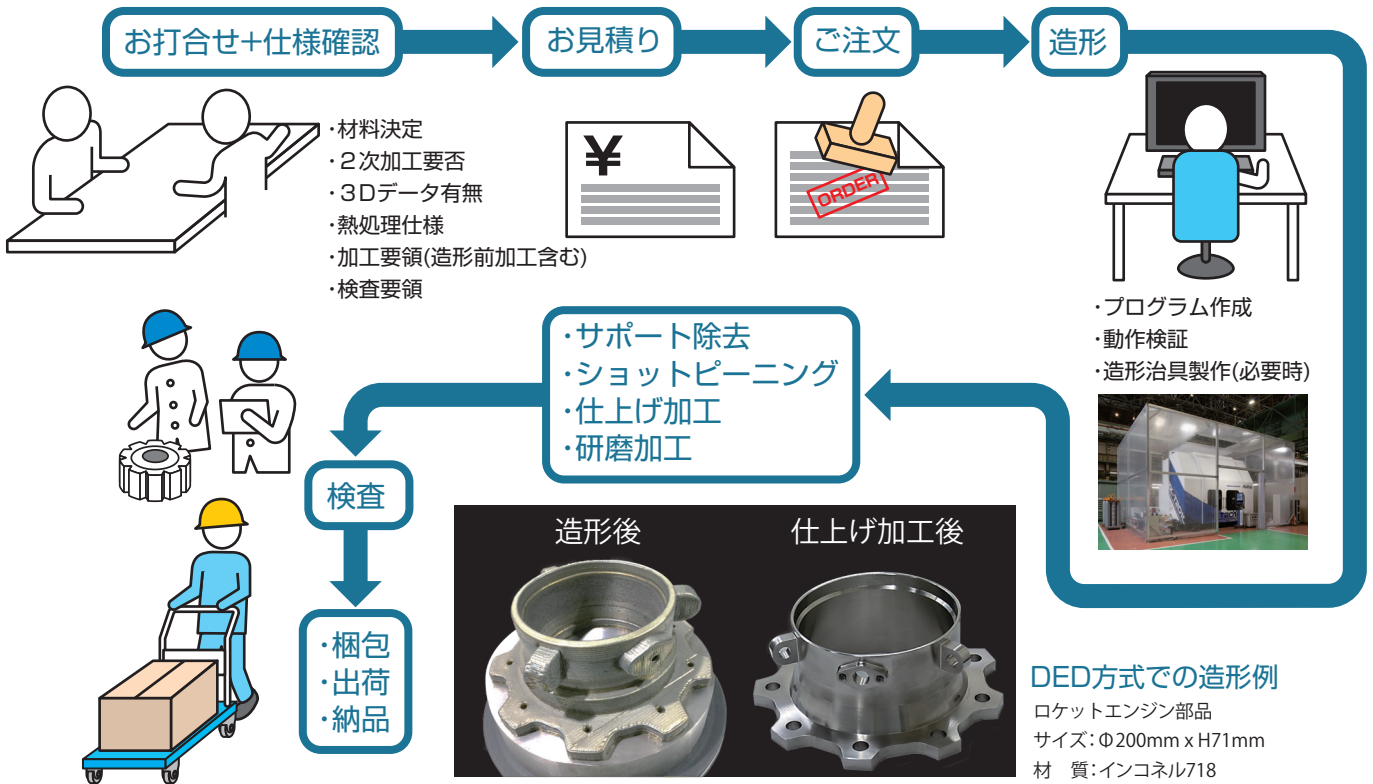 お打合せ+仕様確認
お見積り
ご注文
造形
・材料決定
・２次加工要否
・３Dデータ有無
・熱処理仕様
・加工要領(造形前加工含む)
・検査要領
¥
ORDER
・プログラム作成
・動作検証
・造形治具製作(必要時)
・サポート除去
・ショットピーニング
・仕上げ加工
・研磨加工
検査
・梱包
・出荷
・納品
造形後
仕上げ加工後
DED方式での造形例
ロケットエンジン部品
サイズ：Φ200mm x H71mm
材　質：インコネル718